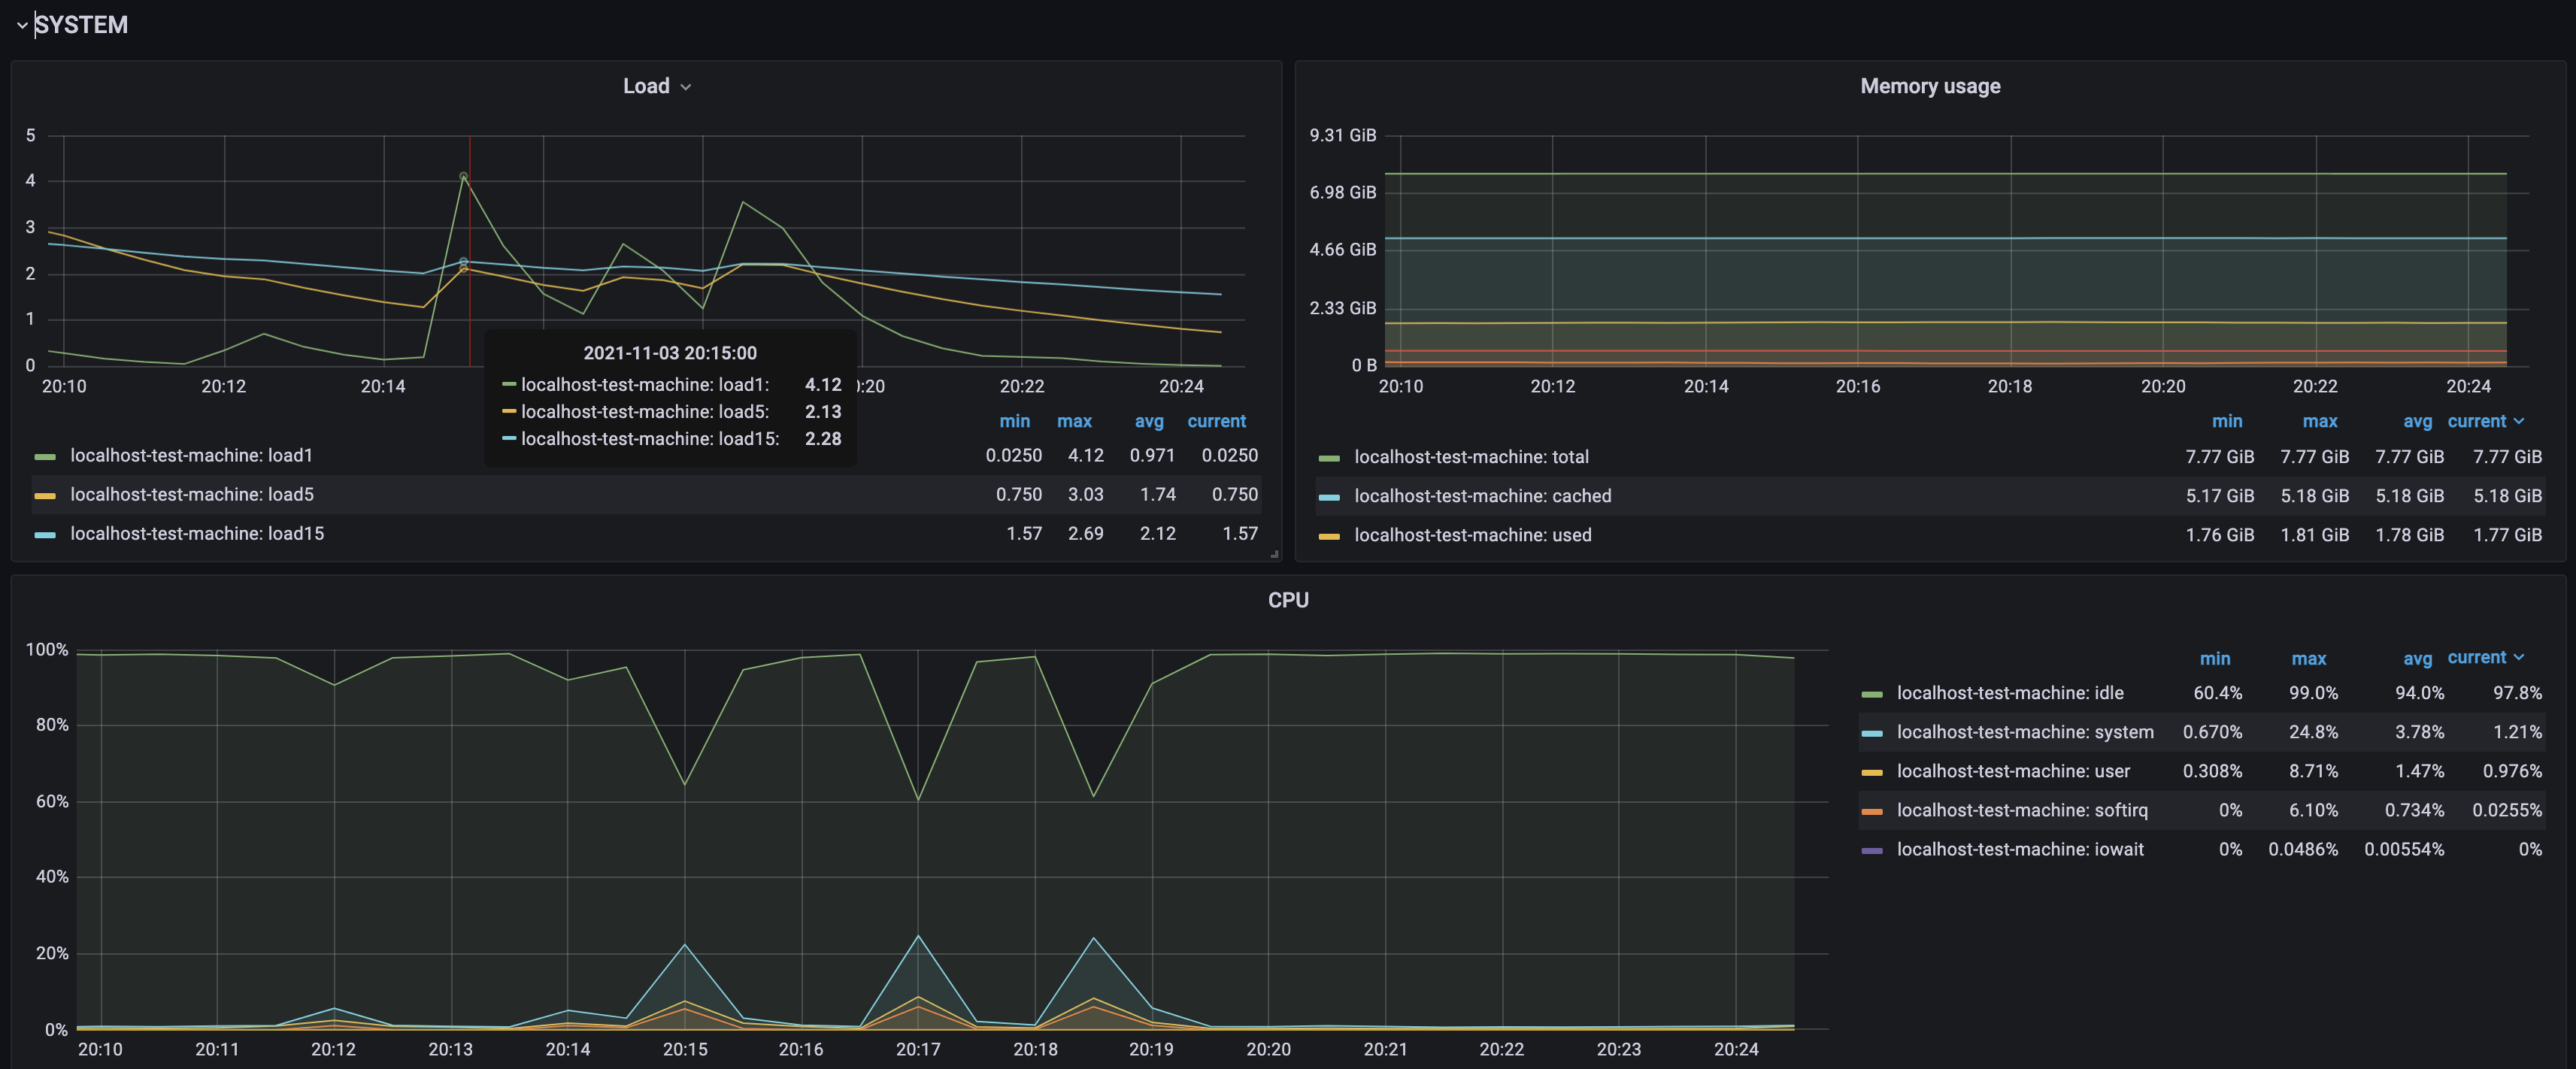 SYSTEM
Load
5
4
3
2
1
0
20:10 20:12 20:14 :20 20:22 20:24
2021-11-03 20:15:00
localhost-test-machine: load1: 4.12
localhost-test-machine: load5: 2.13
localhost-test-machine: load15: 2.28
min max avg current
localhost-test-machine: load1 0.0250 4.12 0.971 0.0250
localhost-test-machine: load5 0.750 3.03 1.74 0.750
localhost-test-machine: load15 1.57 2.69 2.12 1.57
Memory usage
9.31 GiB
6.98 GiB
4.66 GiB
2.33 GiB
0 B
20:10 20:12 20:14 20:16 20:18 20:20 20:22 20:24
min max avg current
localhost-test-machine: total 7.77 GiB 7.77 GiB 7.77 GiB 7.77 GiB
localhost-test-machine: cached 5.17 GiB 5.18 GiB 5.18 GiB 5.18 GiB
localhost-test-machine: used 1.76 GiB 1.81 GiB 1.78 GiB 1.77 GiB
CPU
100%
80%
60%
40%
20%
0%
20:10 20:11 20:12 20:13 20:14 20:15 20:16 20:17 20:18 20:19 20:20 20:21 20:22 20:23 20:24
min max avg current
localhost-test-machine: idle 60.4% 99.0% 94.0% 97.8%
localhost-test-machine: system 0.670% 24.8% 3.78% 1.21%
localhost-test-machine: user 0.308% 8.71% 1.47% 0.976%
localhost-test-machine: softirq 0% 6.10% 0.734% 0.0255%
localhost-test-machine: iowait 0% 0.0486% 0.00554% 0%